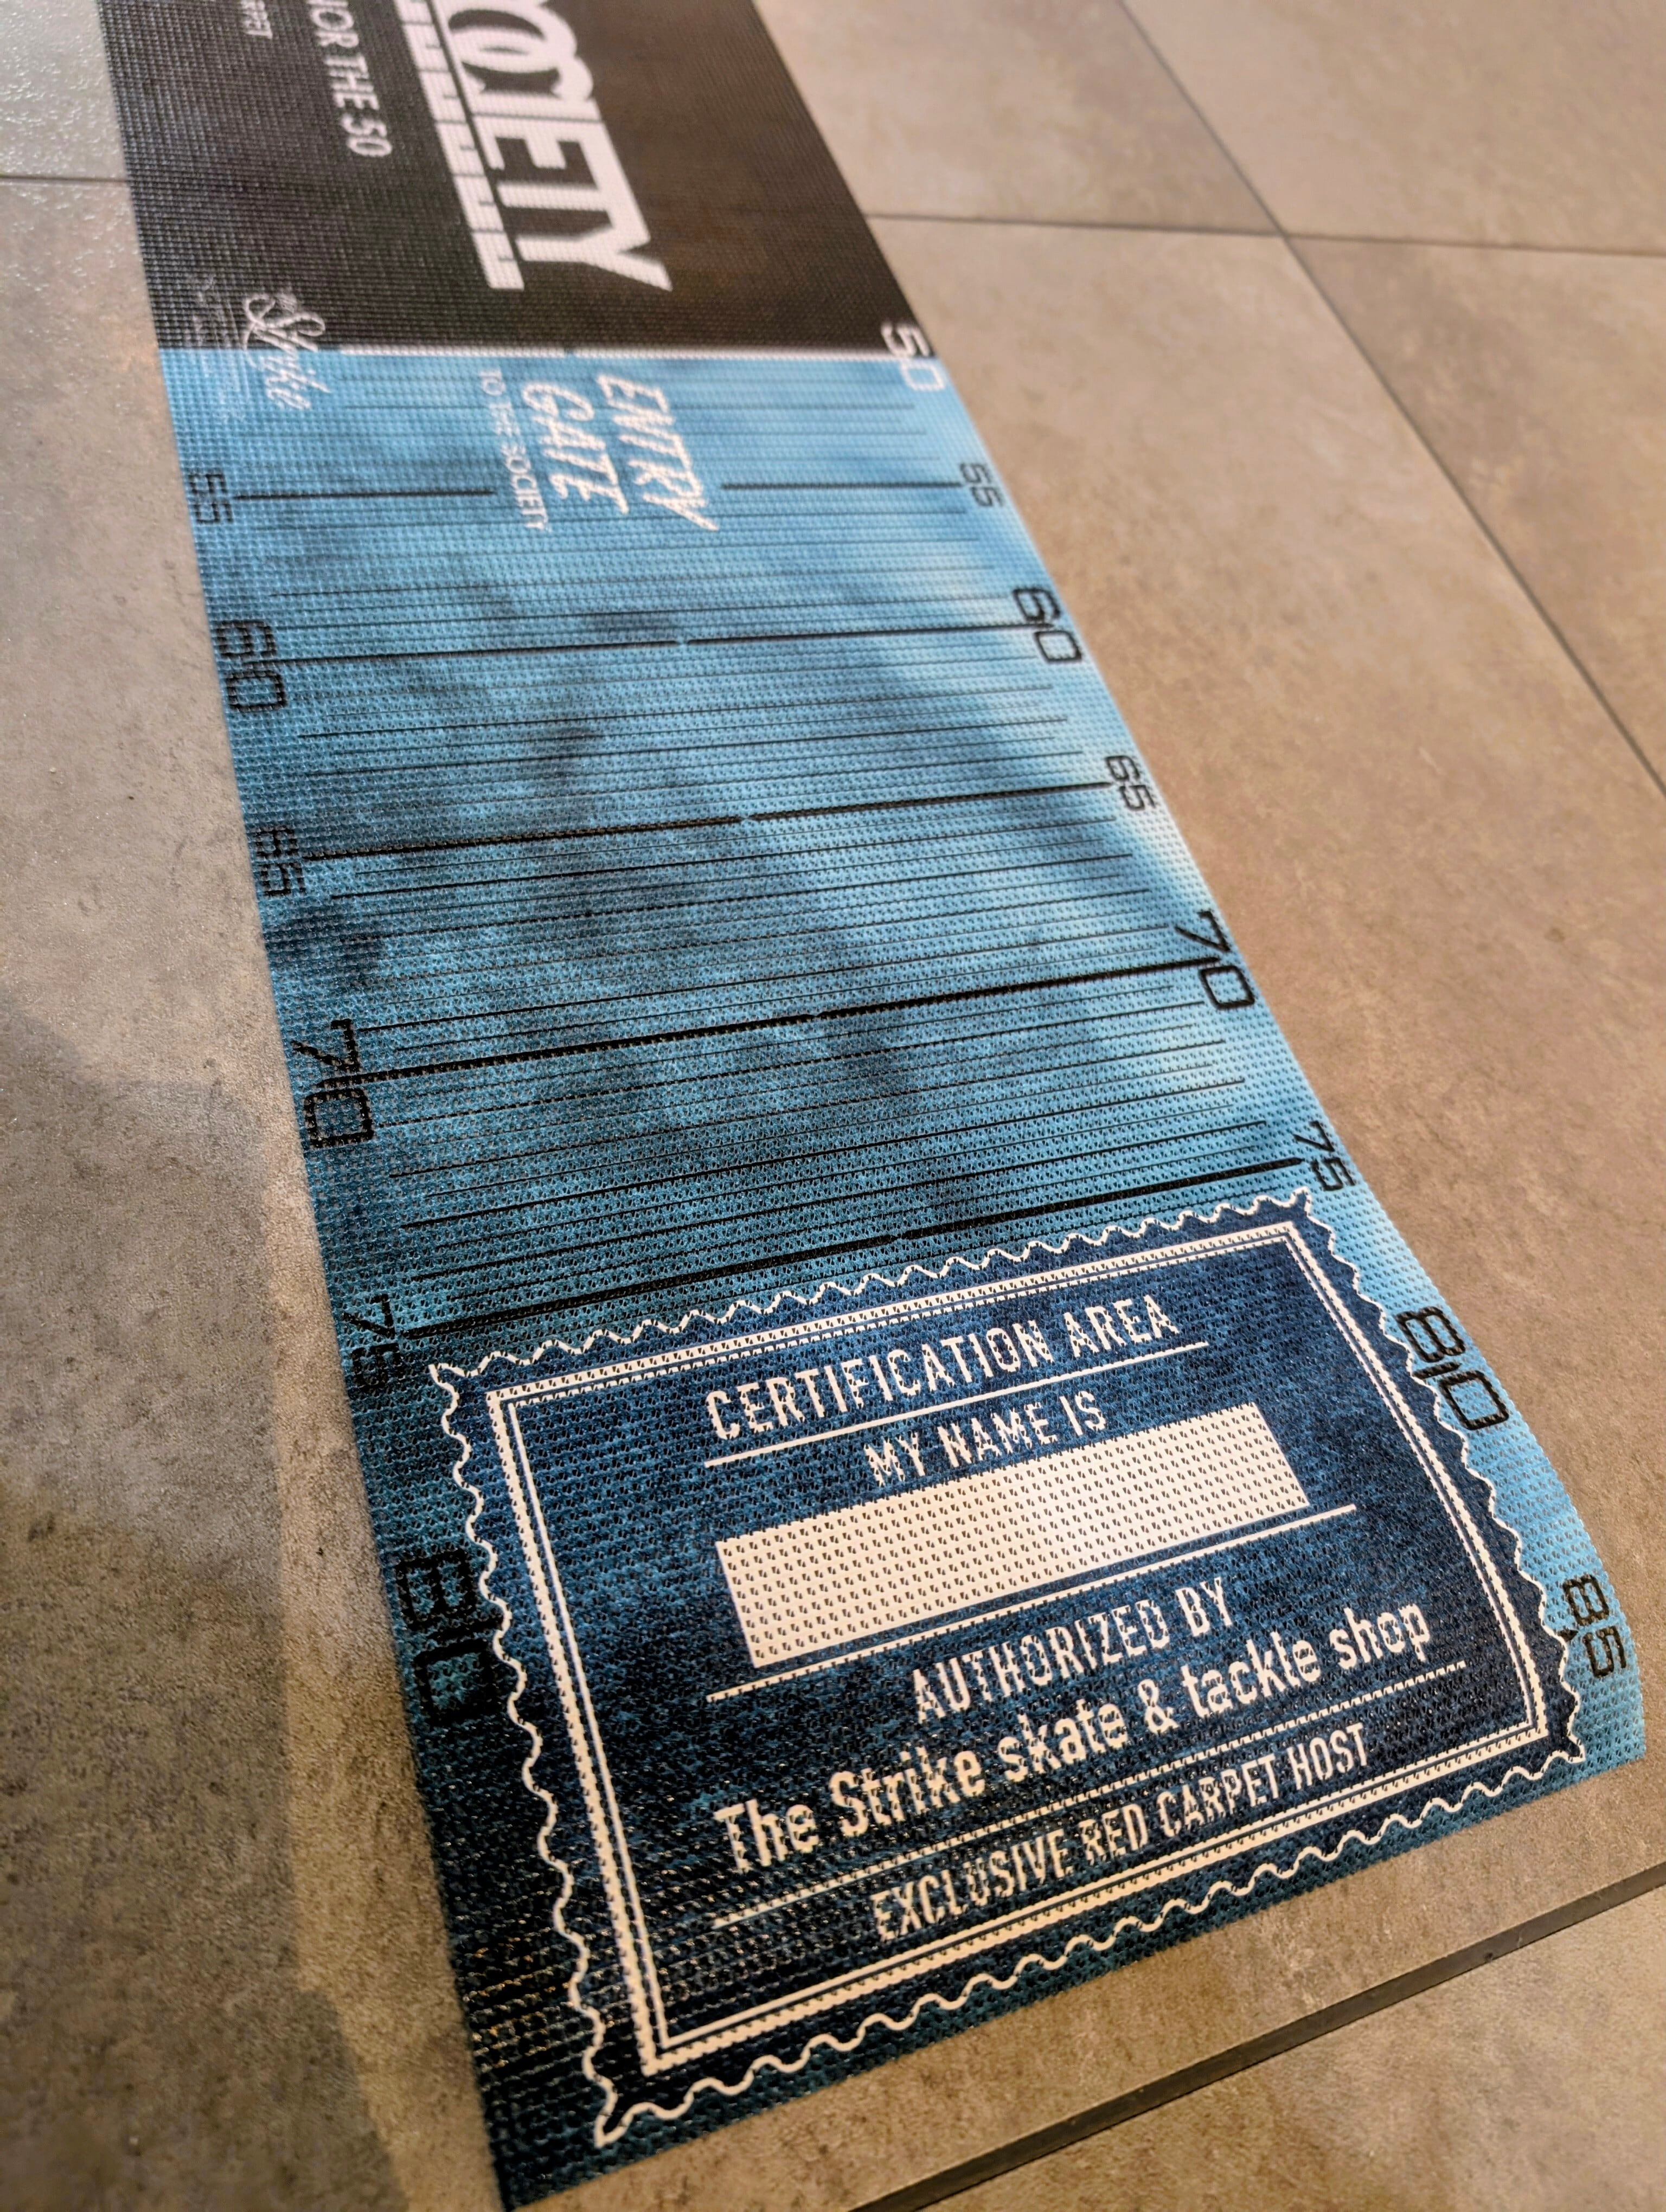 FOR THE 50
ENTRY
GATE
TO THE SOCIETY
Strike
50
55
55
60
60
65
65
70
70
75
75
80
80
85
CERTIFICATION AREA
MY NAME IS
AUTHORIZED BY
The Strike skate & tackle shop
EXCLUSIVE RED CARPET HOST